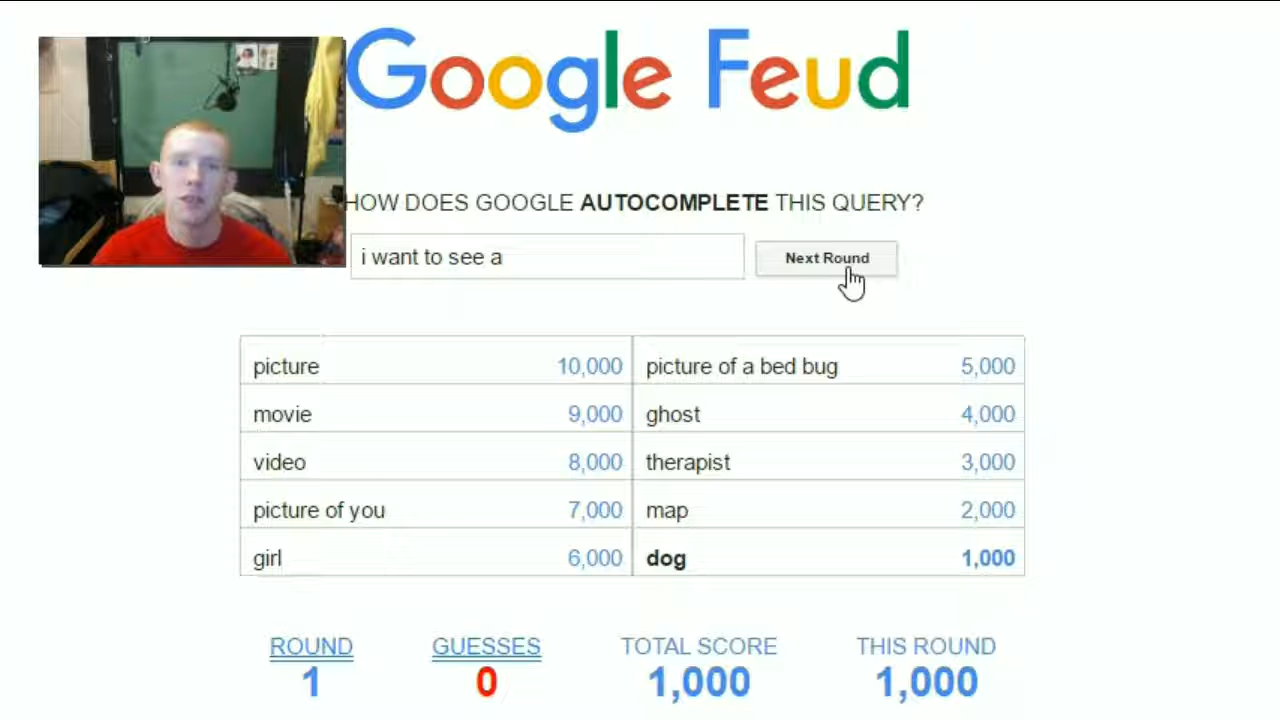 Google Feud
HOW DOES GOOGLE AUTOCOMPLETE THIS QUERY?
i want to see a
Next Round
picture 10,000
movie 9,000
video 8,000
picture of you 7,000
girl 6,000
picture of a bed bug 5,000
ghost 4,000
therapist 3,000
map 2,000
dog 1,000
ROUND
1
GUESSES
0
TOTAL SCORE
1,000
THIS ROUND
1,000